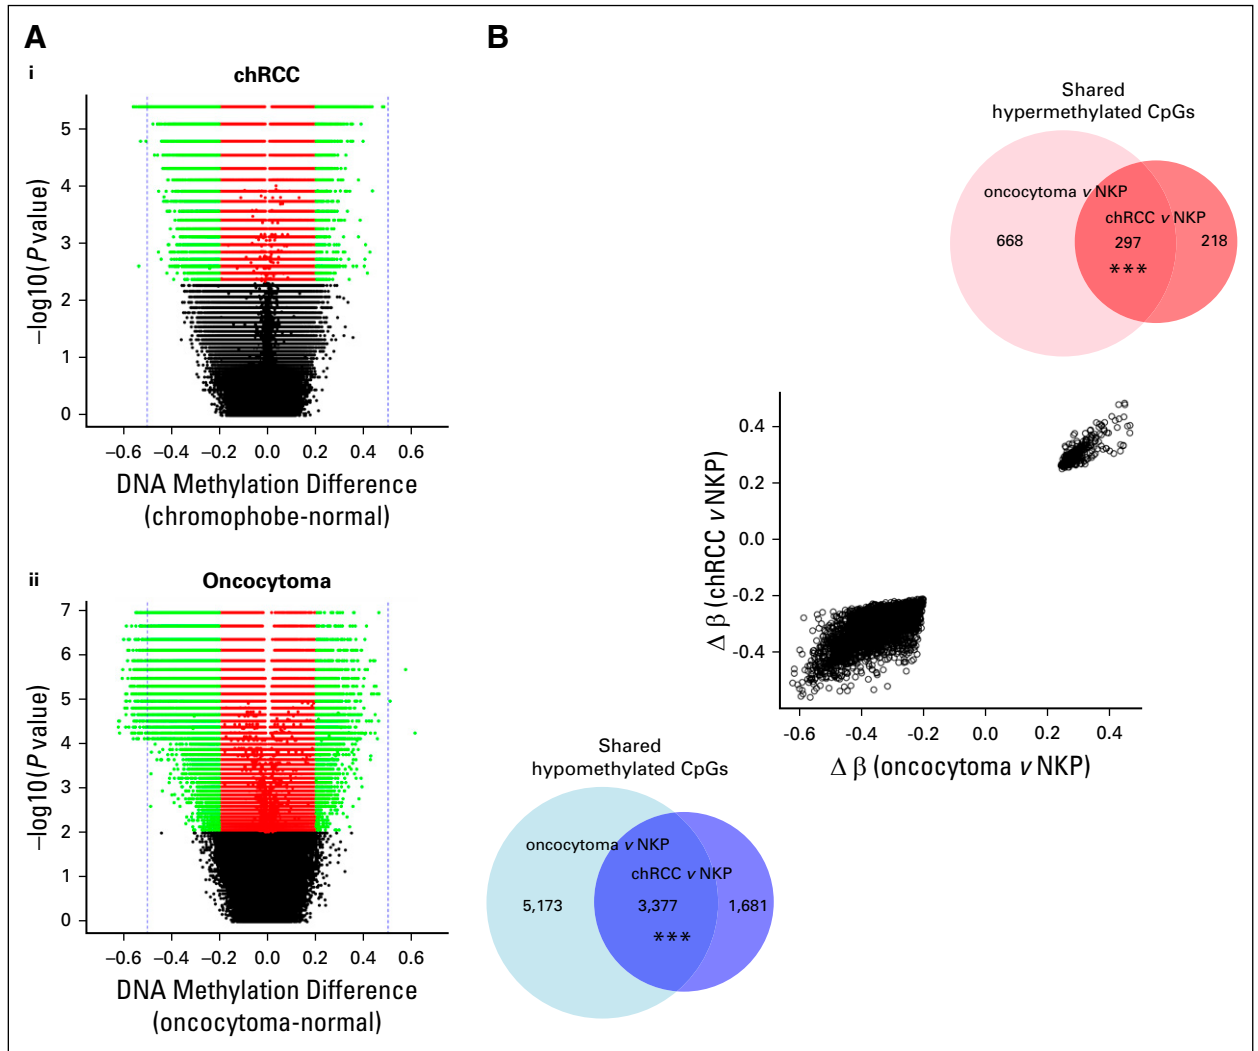 A
i
chRCC
5
4
3
2
1
0
–log10(P value)
–0.6 –0.4 –0.2 0.0 0.2 0.4 0.6
DNA Methylation Difference
(chromophobe-normal)
ii
Oncocytoma
7
6
5
4
3
2
1
0
–log10(P value)
–0.6 –0.4 –0.2 0.0 0.2 0.4 0.6
DNA Methylation Difference
(oncocytoma-normal)
B
Shared
hypermethylated CpGs
oncocytoma v NKP
chRCC v NKP
668 297 218
***
0.4
0.2
0.0
-0.2
-0.4
Δ β (chRCC v NKP)
-0.6 -0.4 -0.2 0.0 0.2 0.4
Δ β (oncocytoma v NKP)
Shared
hypomethylated CpGs
oncocytoma v NKP
chRCC v NKP
5,173 3,377 1,681
***